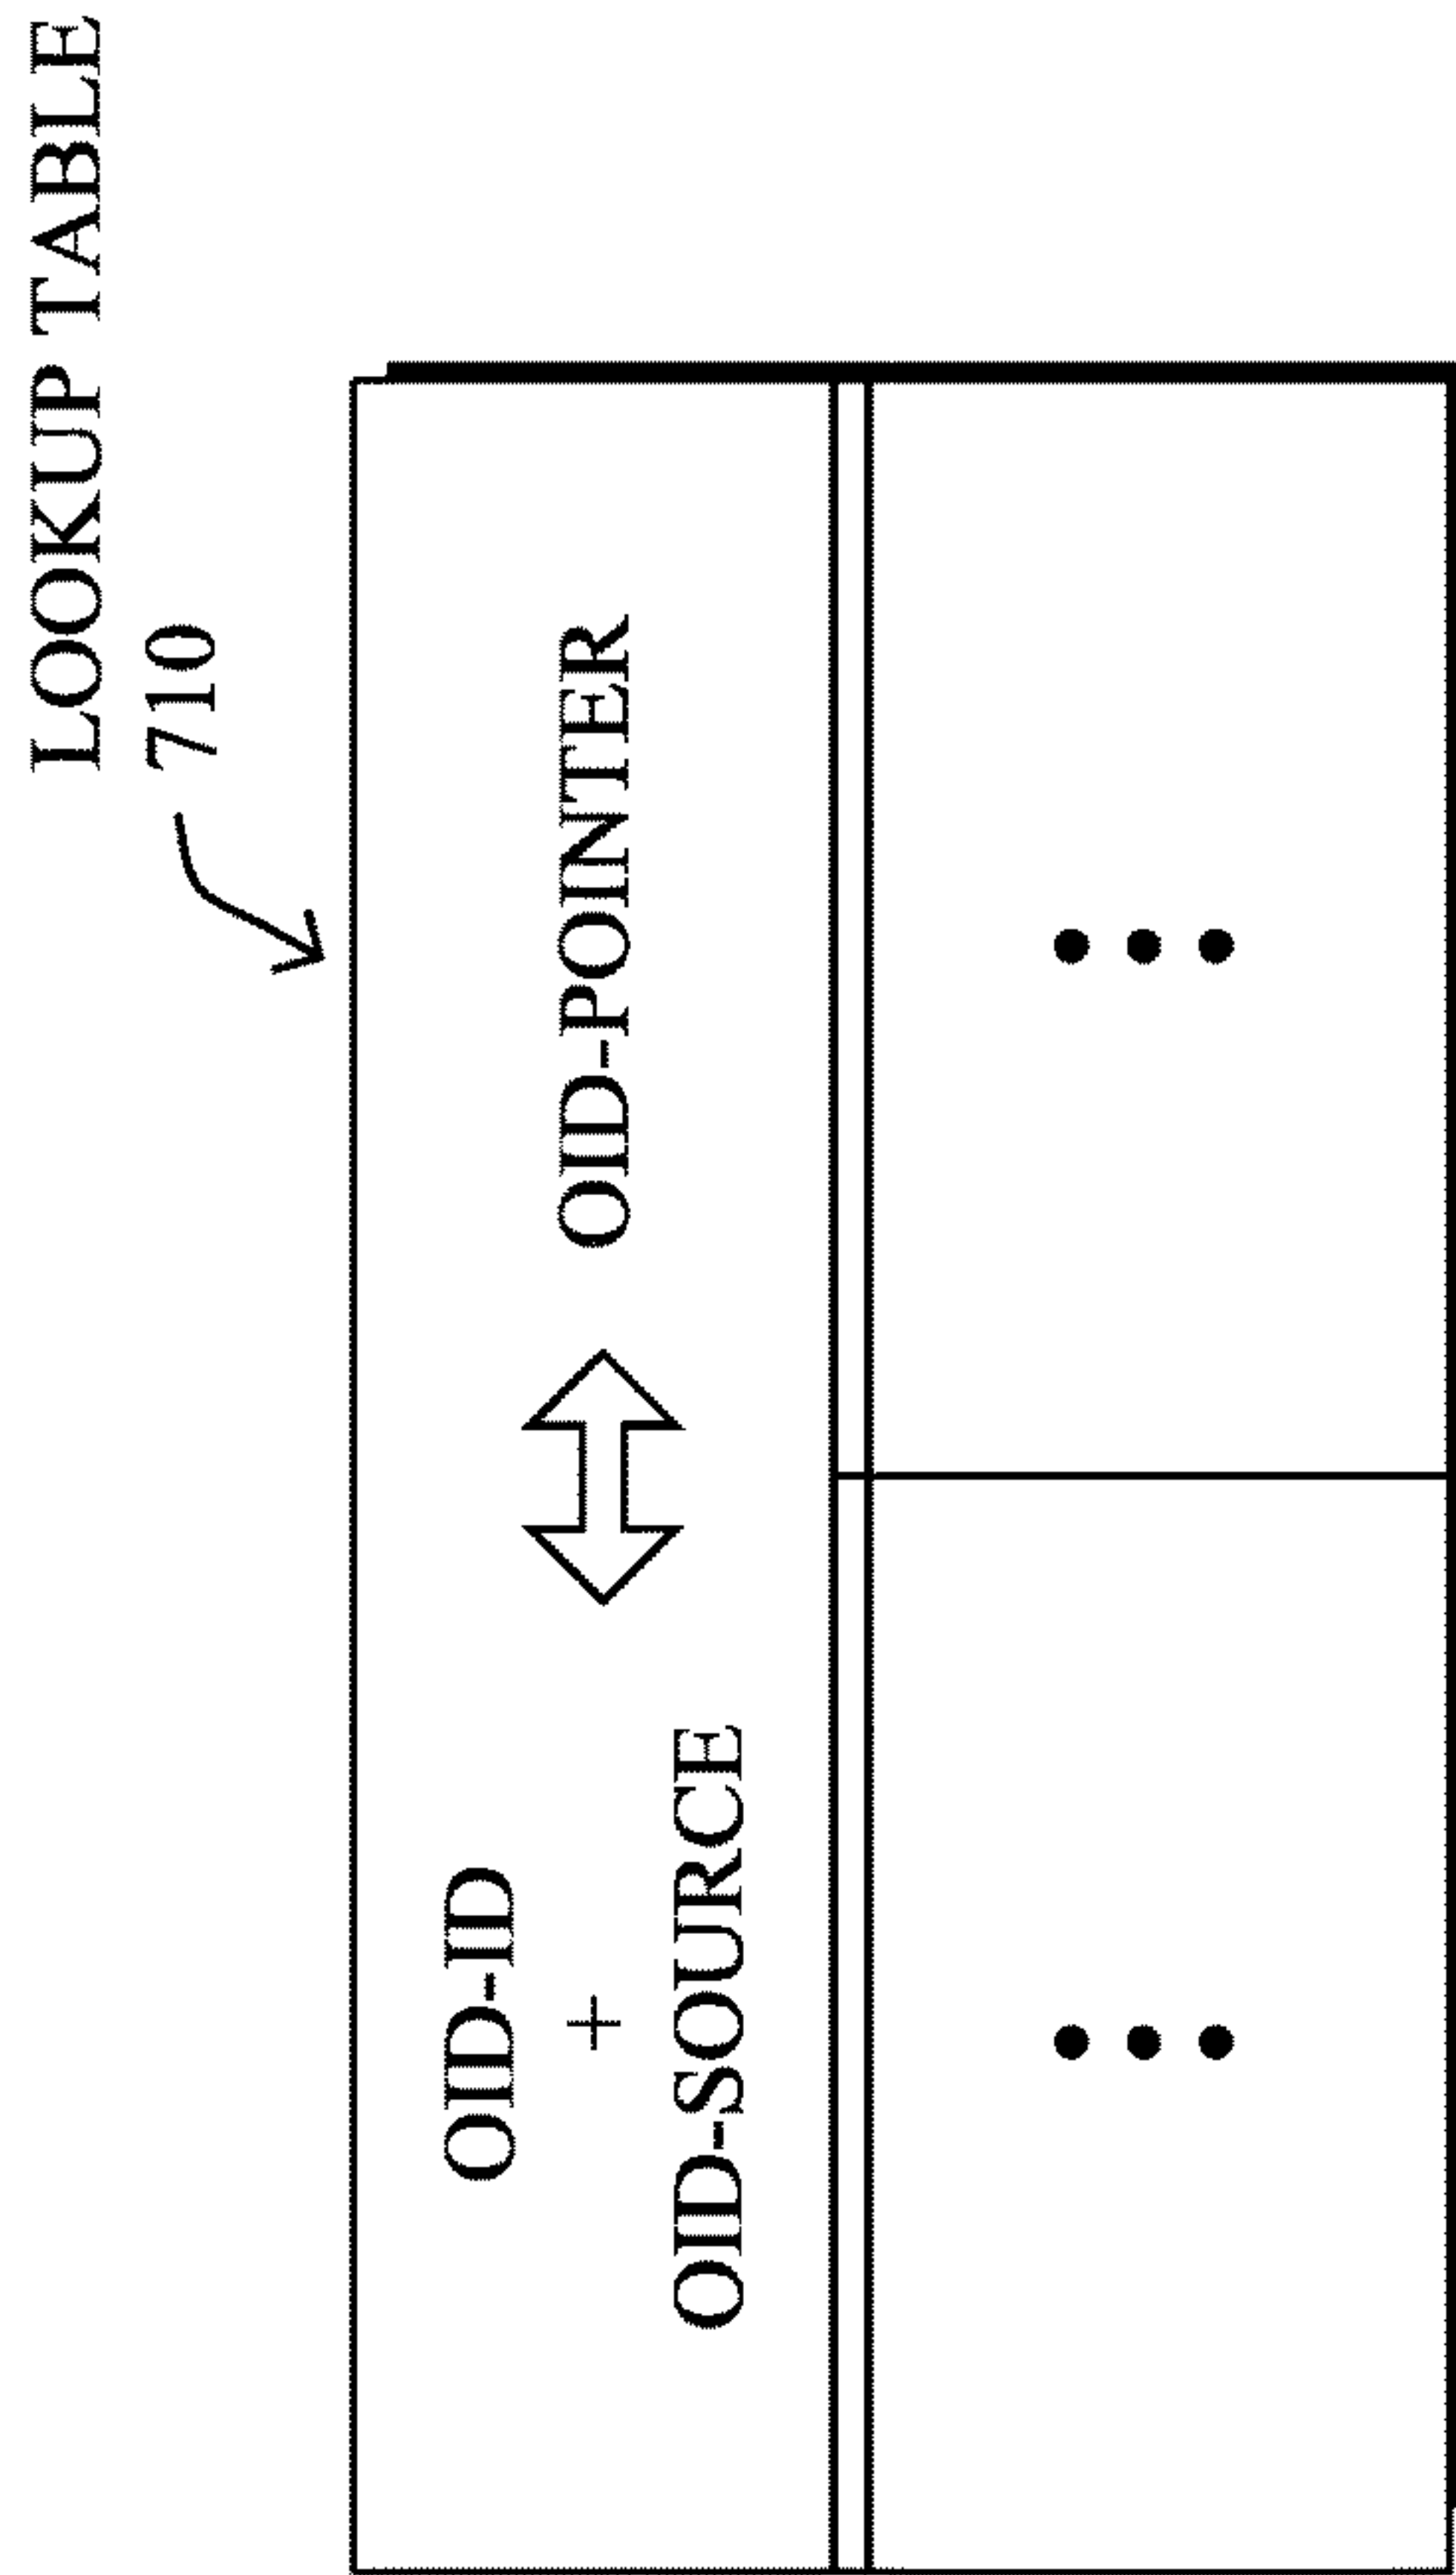 LOOKUP TABLE
710
OID-ID
+
OID-SOURCE
OID-POINTER